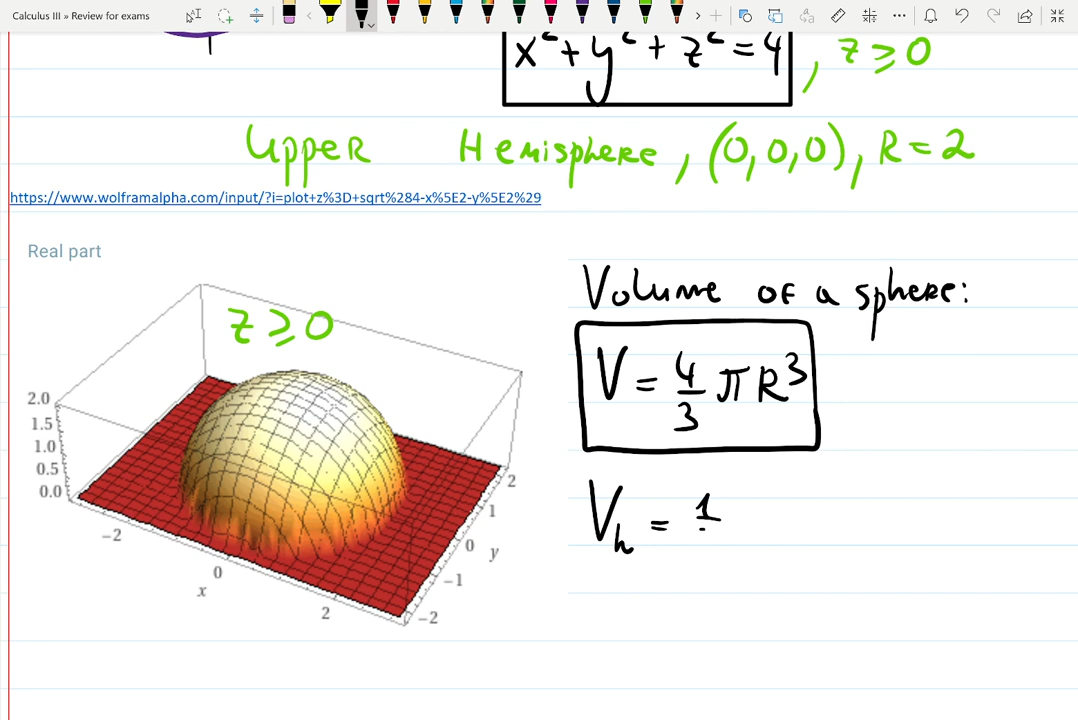 Calculus III » Review for exams
x² + y² + z² = 4, z ⩾ 0
Upper Hemisphere, (0,0,0), R = 2
https://www.wolframalpha.com/input/?i=plot+z%3D+sqrt%284-x%5E2-y%5E2%29
Real part
z ⩾ 0
2.0
1.5
1.0
0.5
0.0
−2
0
2
x
2
1
0
−1
−2
y
Volume of a sphere:
V = 4/3 π R³
V_h = 1